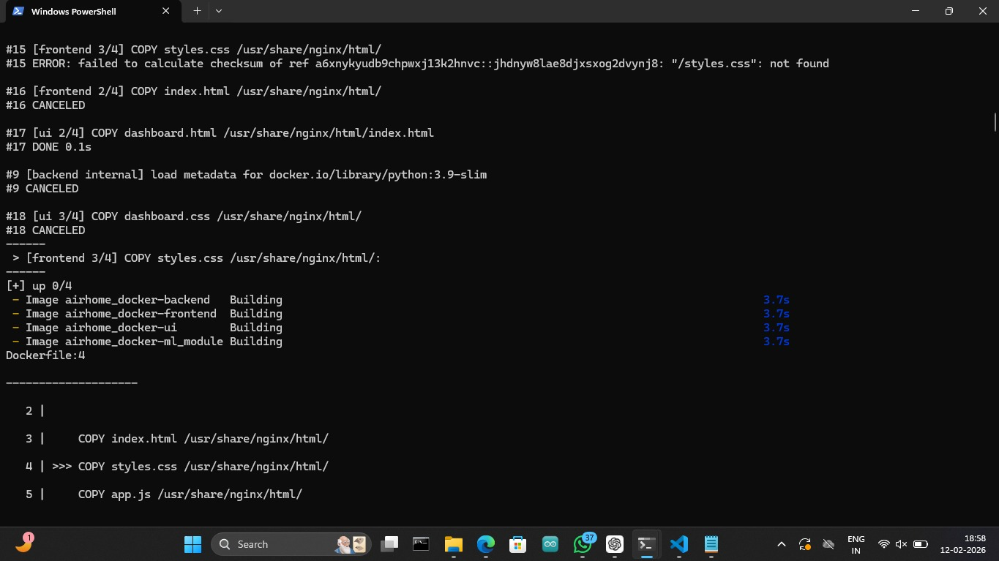 Windows PowerShell
#15 [frontend 3/4] COPY styles.css /usr/share/nginx/html/
#15 ERROR: failed to calculate checksum of ref a6xnykyudb9chpwxj13k2hnvc::jhdnyw8lae8djxsxog2dvynj8: "/styles.css": not found
#16 [frontend 2/4] COPY index.html /usr/share/nginx/html/
#16 CANCELED
#17 [ui 2/4] COPY dashboard.html /usr/share/nginx/html/index.html
#17 DONE 0.1s
#9 [backend internal] load metadata for docker.io/library/python:3.9-slim
#9 CANCELED
#18 [ui 3/4] COPY dashboard.css /usr/share/nginx/html/
#18 CANCELED
------
> [frontend 3/4] COPY styles.css /usr/share/nginx/html/:
------
[+] up 0/4
- Image airhome_docker-backend Building 3.7s
- Image airhome_docker-frontend Building 3.7s
- Image airhome_docker-ui Building 3.7s
- Image airhome_docker-ml_module Building 3.7s
Dockerfile:4
--------------------
2 |
3 | COPY index.html /usr/share/nginx/html/
4 | >>> COPY styles.css /usr/share/nginx/html/
5 | COPY app.js /usr/share/nginx/html/
1
Search
37
ENG
IN
18:58
12-02-2026